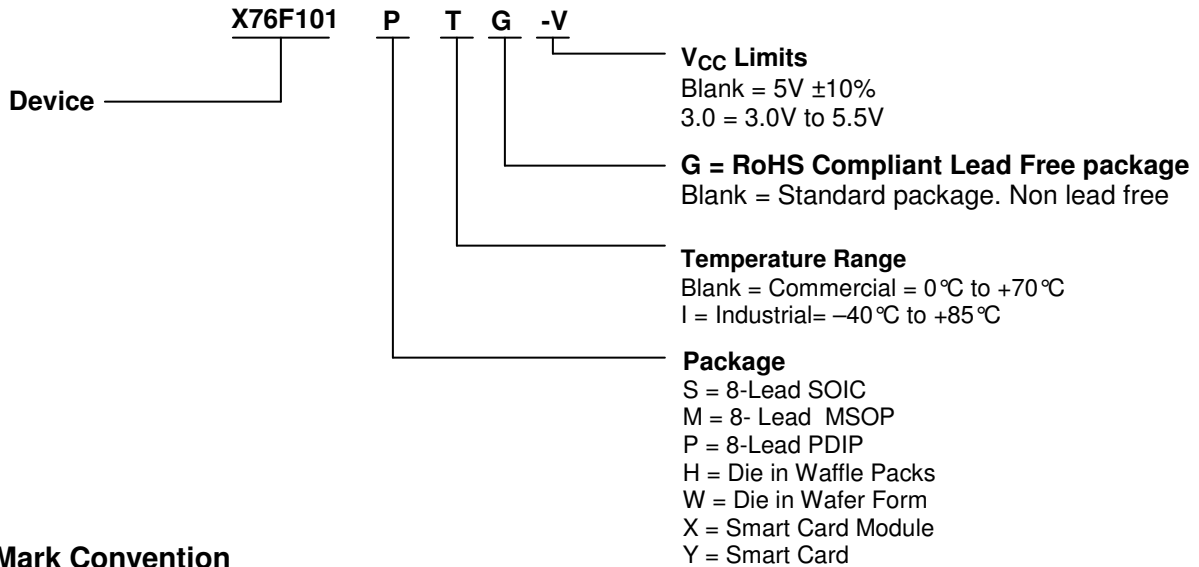 X76F101 P T G -V
Device
VCC Limits
Blank = 5V ±10%
3.0 = 3.0V to 5.5V
G = RoHS Compliant Lead Free package
Blank = Standard package. Non lead free
Temperature Range
Blank = Commercial = 0°C to +70°C
I = Industrial= –40°C to +85°C
Package
S = 8-Lead SOIC
M = 8- Lead MSOP
P = 8-Lead PDIP
H = Die in Waffle Packs
W = Die in Wafer Form
X = Smart Card Module
Y = Smart Card
Mark Convention